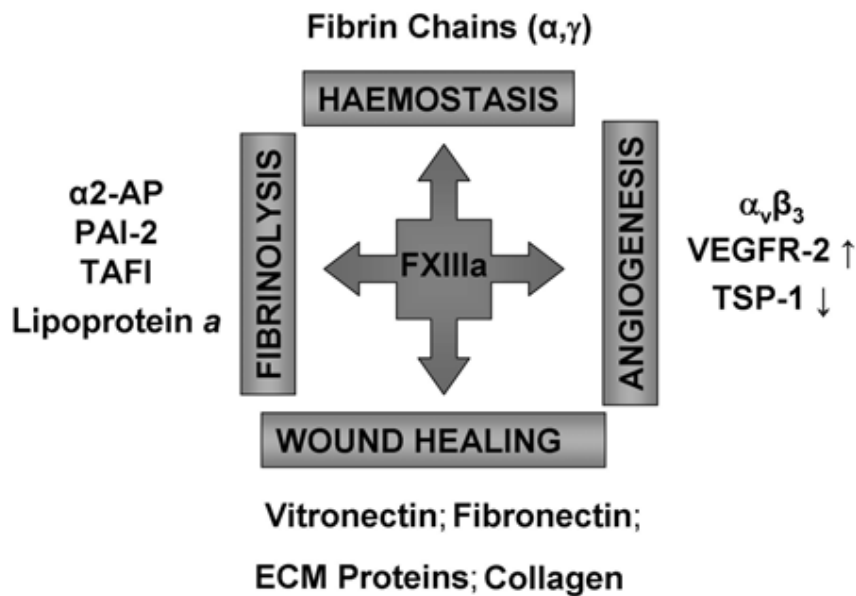 Fibrin Chains (α,γ)
HAEMOSTASIS
FIBRINOLYSIS
α2-AP
PAI-2
TAFI
Lipoprotein a
FXIIIa
ANGIOGENESIS
αvβ3
VEGFR-2 ↑
TSP-1 ↓
WOUND HEALING
Vitronectin; Fibronectin;
ECM Proteins; Collagen